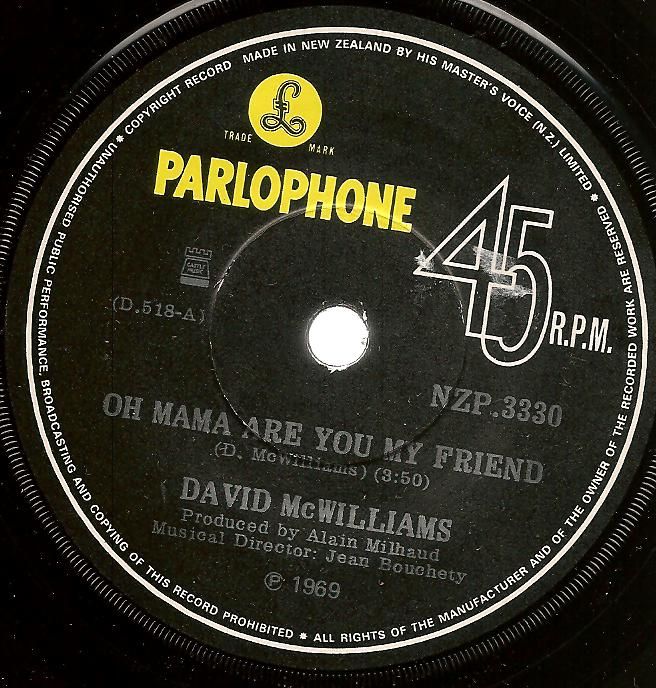 UNAUTHORISED PUBLIC PERFORMANCE, BROADCASTING AND COPYING OF THIS RECORD PROHIBITED ✱ ALL RIGHTS OF THE MANUFACTURER AND OF THE OWNER OF THE RECORDED WORK ARE RESERVED ✱
COPYRIGHT RECORD MADE IN NEW ZEALAND BY HIS MASTER'S VOICE (N.Z.) LIMITED ✱
£
TRADE MARK
PARLOPHONE
45 R.P.M.
CASTLE MUSIC
(D.518-A)
NZP.3330
OH MAMA ARE YOU MY FRIEND
(D. McWilliams) (3:50)
DAVID McWILLIAMS
Produced by Alain Milhaud
Musical Director: Jean Bouchety
℗ 1969